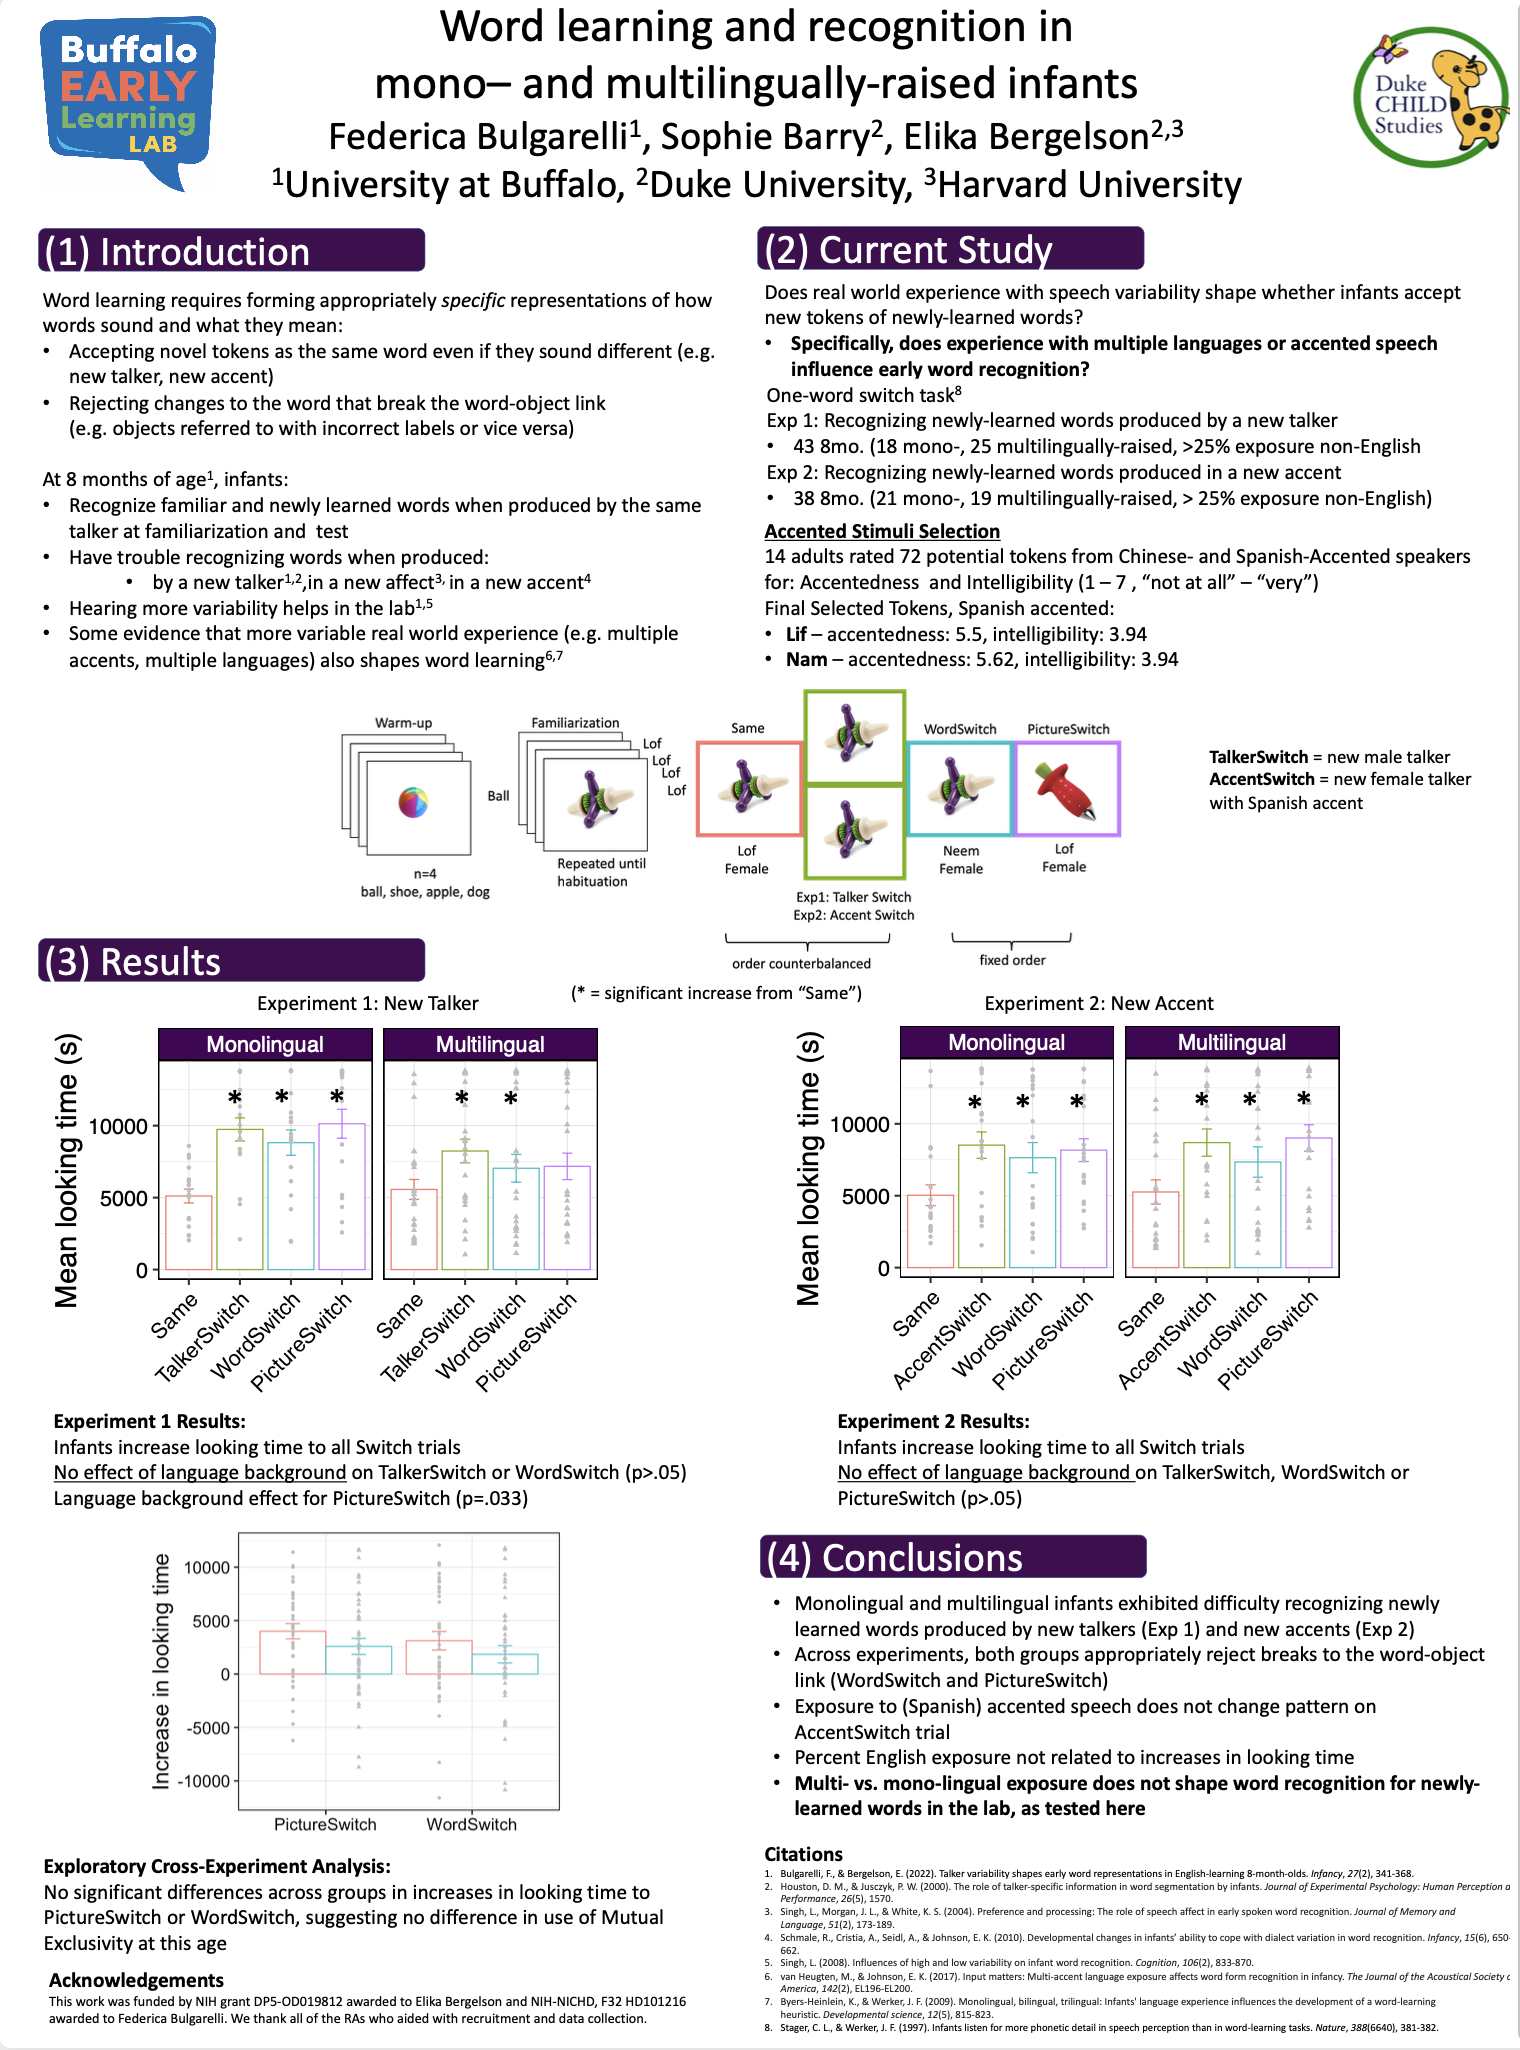 Buffalo
EARLY
Learning
LAB
Word learning and recognition in
mono– and multilingually-raised infants
Federica Bulgarelli1, Sophie Barry2, Elika Bergelson2,3
1University at Buffalo, 2Duke University, 3Harvard University
Duke
CHILD
Studies
(1) Introduction
Word learning requires forming appropriately specific representations of how
words sound and what they mean:
• Accepting novel tokens as the same word even if they sound different (e.g.
new talker, new accent)
• Rejecting changes to the word that break the word-object link
(e.g. objects referred to with incorrect labels or vice versa)
At 8 months of age1, infants:
• Recognize familiar and newly learned words when produced by the same
talker at familiarization and test
• Have trouble recognizing words when produced:
• by a new talker1,2,in a new affect3, in a new accent4
• Hearing more variability helps in the lab1,5
• Some evidence that more variable real world experience (e.g. multiple
accents, multiple languages) also shapes word learning6,7
(2) Current Study
Does real world experience with speech variability shape whether infants accept
new tokens of newly-learned words?
• Specifically, does experience with multiple languages or accented speech
influence early word recognition?
One-word switch task8
Exp 1: Recognizing newly-learned words produced by a new talker
• 43 8mo. (18 mono-, 25 multilingually-raised, >25% exposure non-English
Exp 2: Recognizing newly-learned words produced in a new accent
• 38 8mo. (21 mono-, 19 multilingually-raised, > 25% exposure non-English)
Accented Stimuli Selection
14 adults rated 72 potential tokens from Chinese- and Spanish-Accented speakers
for: Accentedness and Intelligibility (1 – 7 , “not at all” – “very”)
Final Selected Tokens, Spanish accented:
• Lif – accentedness: 5.5, intelligibility: 3.94
• Nam – accentedness: 5.62, intelligibility: 3.94
Warm-up
Ball
n=4
ball, shoe, apple, dog
Familiarization
Lof
Lof
Lof
Lof
Repeated until
habituation
Same
Lof
Female
Exp1: Talker Switch
Exp2: Accent Switch
WordSwitch
Neem
Female
PictureSwitch
Lof
Female
order counterbalanced
fixed order
TalkerSwitch = new male talker
AccentSwitch = new female talker
with Spanish accent
(3) Results
(* = significant increase from “Same”)
Experiment 1: New Talker
Mean looking time (s)
Monolingual
Multilingual
* * *
* *
10000
5000
0
Same
TalkerSwitch
WordSwitch
PictureSwitch
Same
TalkerSwitch
WordSwitch
PictureSwitch
Experiment 2: New Accent
Mean looking time (s)
Monolingual
Multilingual
* * *
* * *
10000
5000
0
Same
AccentSwitch
WordSwitch
PictureSwitch
Same
AccentSwitch
WordSwitch
PictureSwitch
Experiment 1 Results:
Infants increase looking time to all Switch trials
No effect of language background on TalkerSwitch or WordSwitch (p>.05)
Language background effect for PictureSwitch (p=.033)
Experiment 2 Results:
Infants increase looking time to all Switch trials
No effect of language background on TalkerSwitch, WordSwitch or
PictureSwitch (p>.05)
Increase in looking time
10000
5000
0
-5000
-10000
PictureSwitch
WordSwitch
Exploratory Cross-Experiment Analysis:
No significant differences across groups in increases in looking time to
PictureSwitch or WordSwitch, suggesting no difference in use of Mutual
Exclusivity at this age
Acknowledgements
This work was funded by NIH grant DP5-OD019812 awarded to Elika Bergelson and NIH-NICHD, F32 HD101216
awarded to Federica Bulgarelli. We thank all of the RAs who aided with recruitment and data collection.
(4) Conclusions
• Monolingual and multilingual infants exhibited difficulty recognizing newly
learned words produced by new talkers (Exp 1) and new accents (Exp 2)
• Across experiments, both groups appropriately reject breaks to the word-object
link (WordSwitch and PictureSwitch)
• Exposure to (Spanish) accented speech does not change pattern on
AccentSwitch trial
• Percent English exposure not related to increases in looking time
• Multi- vs. mono-lingual exposure does not shape word recognition for newly-
learned words in the lab, as tested here
Citations
1. Bulgarelli, F., & Bergelson, E. (2022). Talker variability shapes early word representations in English-learning 8-month-olds. Infancy, 27(2), 341-368.
2. Houston, D. M., & Jusczyk, P. W. (2000). The role of talker-specific information in word segmentation by infants. Journal of Experimental Psychology: Human Perception a
Performance, 26(5), 1570.
3. Singh, L., Morgan, J. L., & White, K. S. (2004). Preference and processing: The role of speech affect in early spoken word recognition. Journal of Memory and
Language, 51(2), 173-189.
4. Schmale, R., Cristia, A., Seidl, A., & Johnson, E. K. (2010). Developmental changes in infants’ ability to cope with dialect variation in word recognition. Infancy, 15(6), 650-
662.
5. Singh, L. (2008). Influences of high and low variability on infant word recognition. Cognition, 106(2), 833-870.
6. van Heugten, M., & Johnson, E. K. (2017). Input matters: Multi-accent language exposure affects word form recognition in infancy. The Journal of the Acoustical Society o
America, 142(2), EL196-EL200.
7. Byers-Heinlein, K., & Werker, J. F. (2009). Monolingual, bilingual, trilingual: Infants' language experience influences the development of a word-learning
heuristic. Developmental science, 12(5), 815-823.
8. Stager, C. L., & Werker, J. F. (1997). Infants listen for more phonetic detail in speech perception than in word-learning tasks. Nature, 388(6640), 381-382.